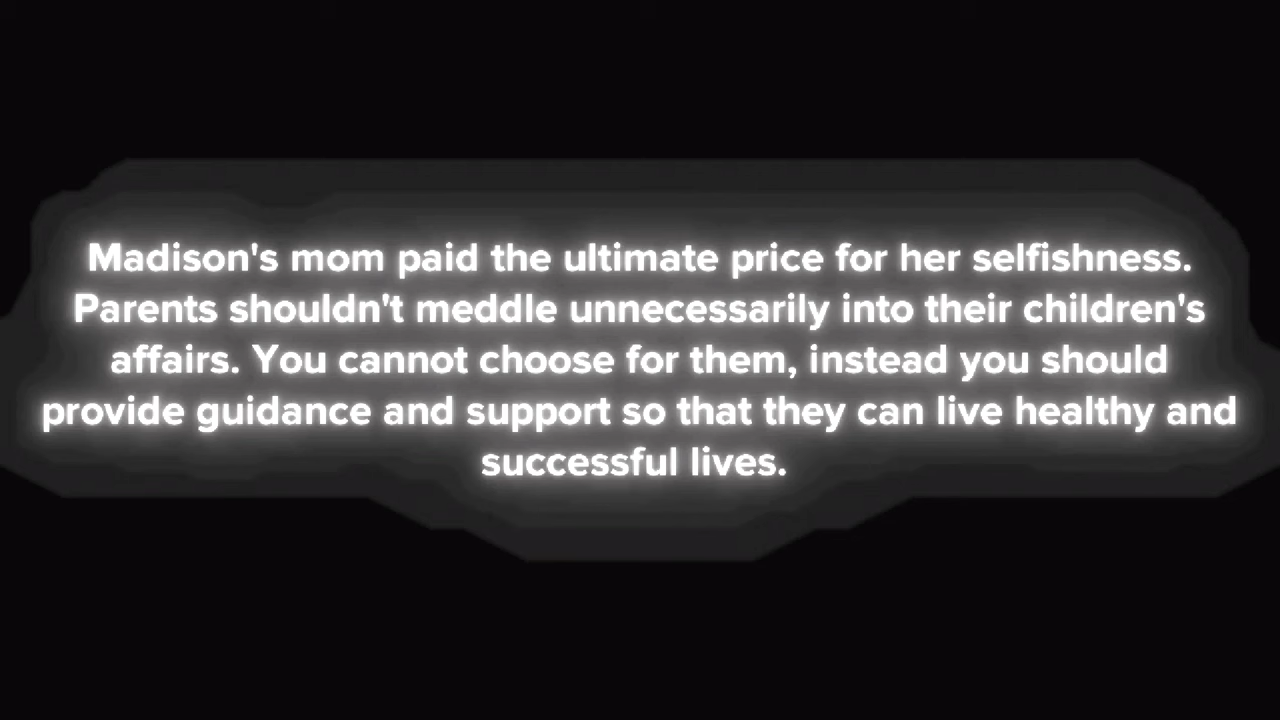 Madison's mom paid the ultimate price for her selfishness.
Parents shouldn't meddle unnecessarily into their children's
affairs. You cannot choose for them, instead you should
provide guidance and support so that they can live healthy and
successful lives.